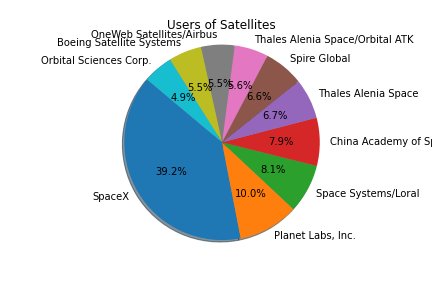 Users of Satellites
OneWeb Satellites/Airbus
Boeing Satellite Systems
Orbital Sciences Corp.
Thales Alenia Space/Orbital ATK
Spire Global
Thales Alenia Space
China Academy of Sp
Space Systems/Loral
Planet Labs, Inc.
SpaceX
5.5%
5.5%
4.9%
5.6%
6.6%
6.7%
7.9%
8.1%
10.0%
39.2%